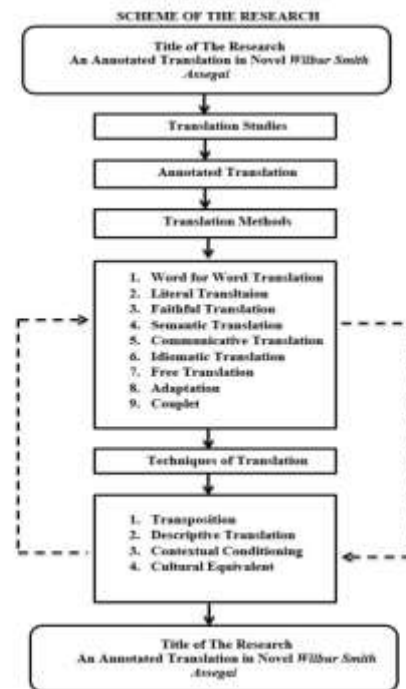 SCHEME OF THE RESEARCH
Title of The Research
An Annotated Translation in Novel Wilbur Smith
Assegai
Translation Studies
Annotated Translation
Translation Methods
1. Word for Word Translation
2. Literal Transltaion
3. Faithful Translation
4. Semantic Translation
5. Communicative Translation
6. Idiomatic Translation
7. Free Translation
8. Adaptation
9. Couplet
Techniques of Translation
1. Transposition
2. Descriptive Translation
3. Contextual Conditioning
4. Cultural Equivalent
Title of The Research
An Annotated Translation in Novel Wilbur Smith
Assegai